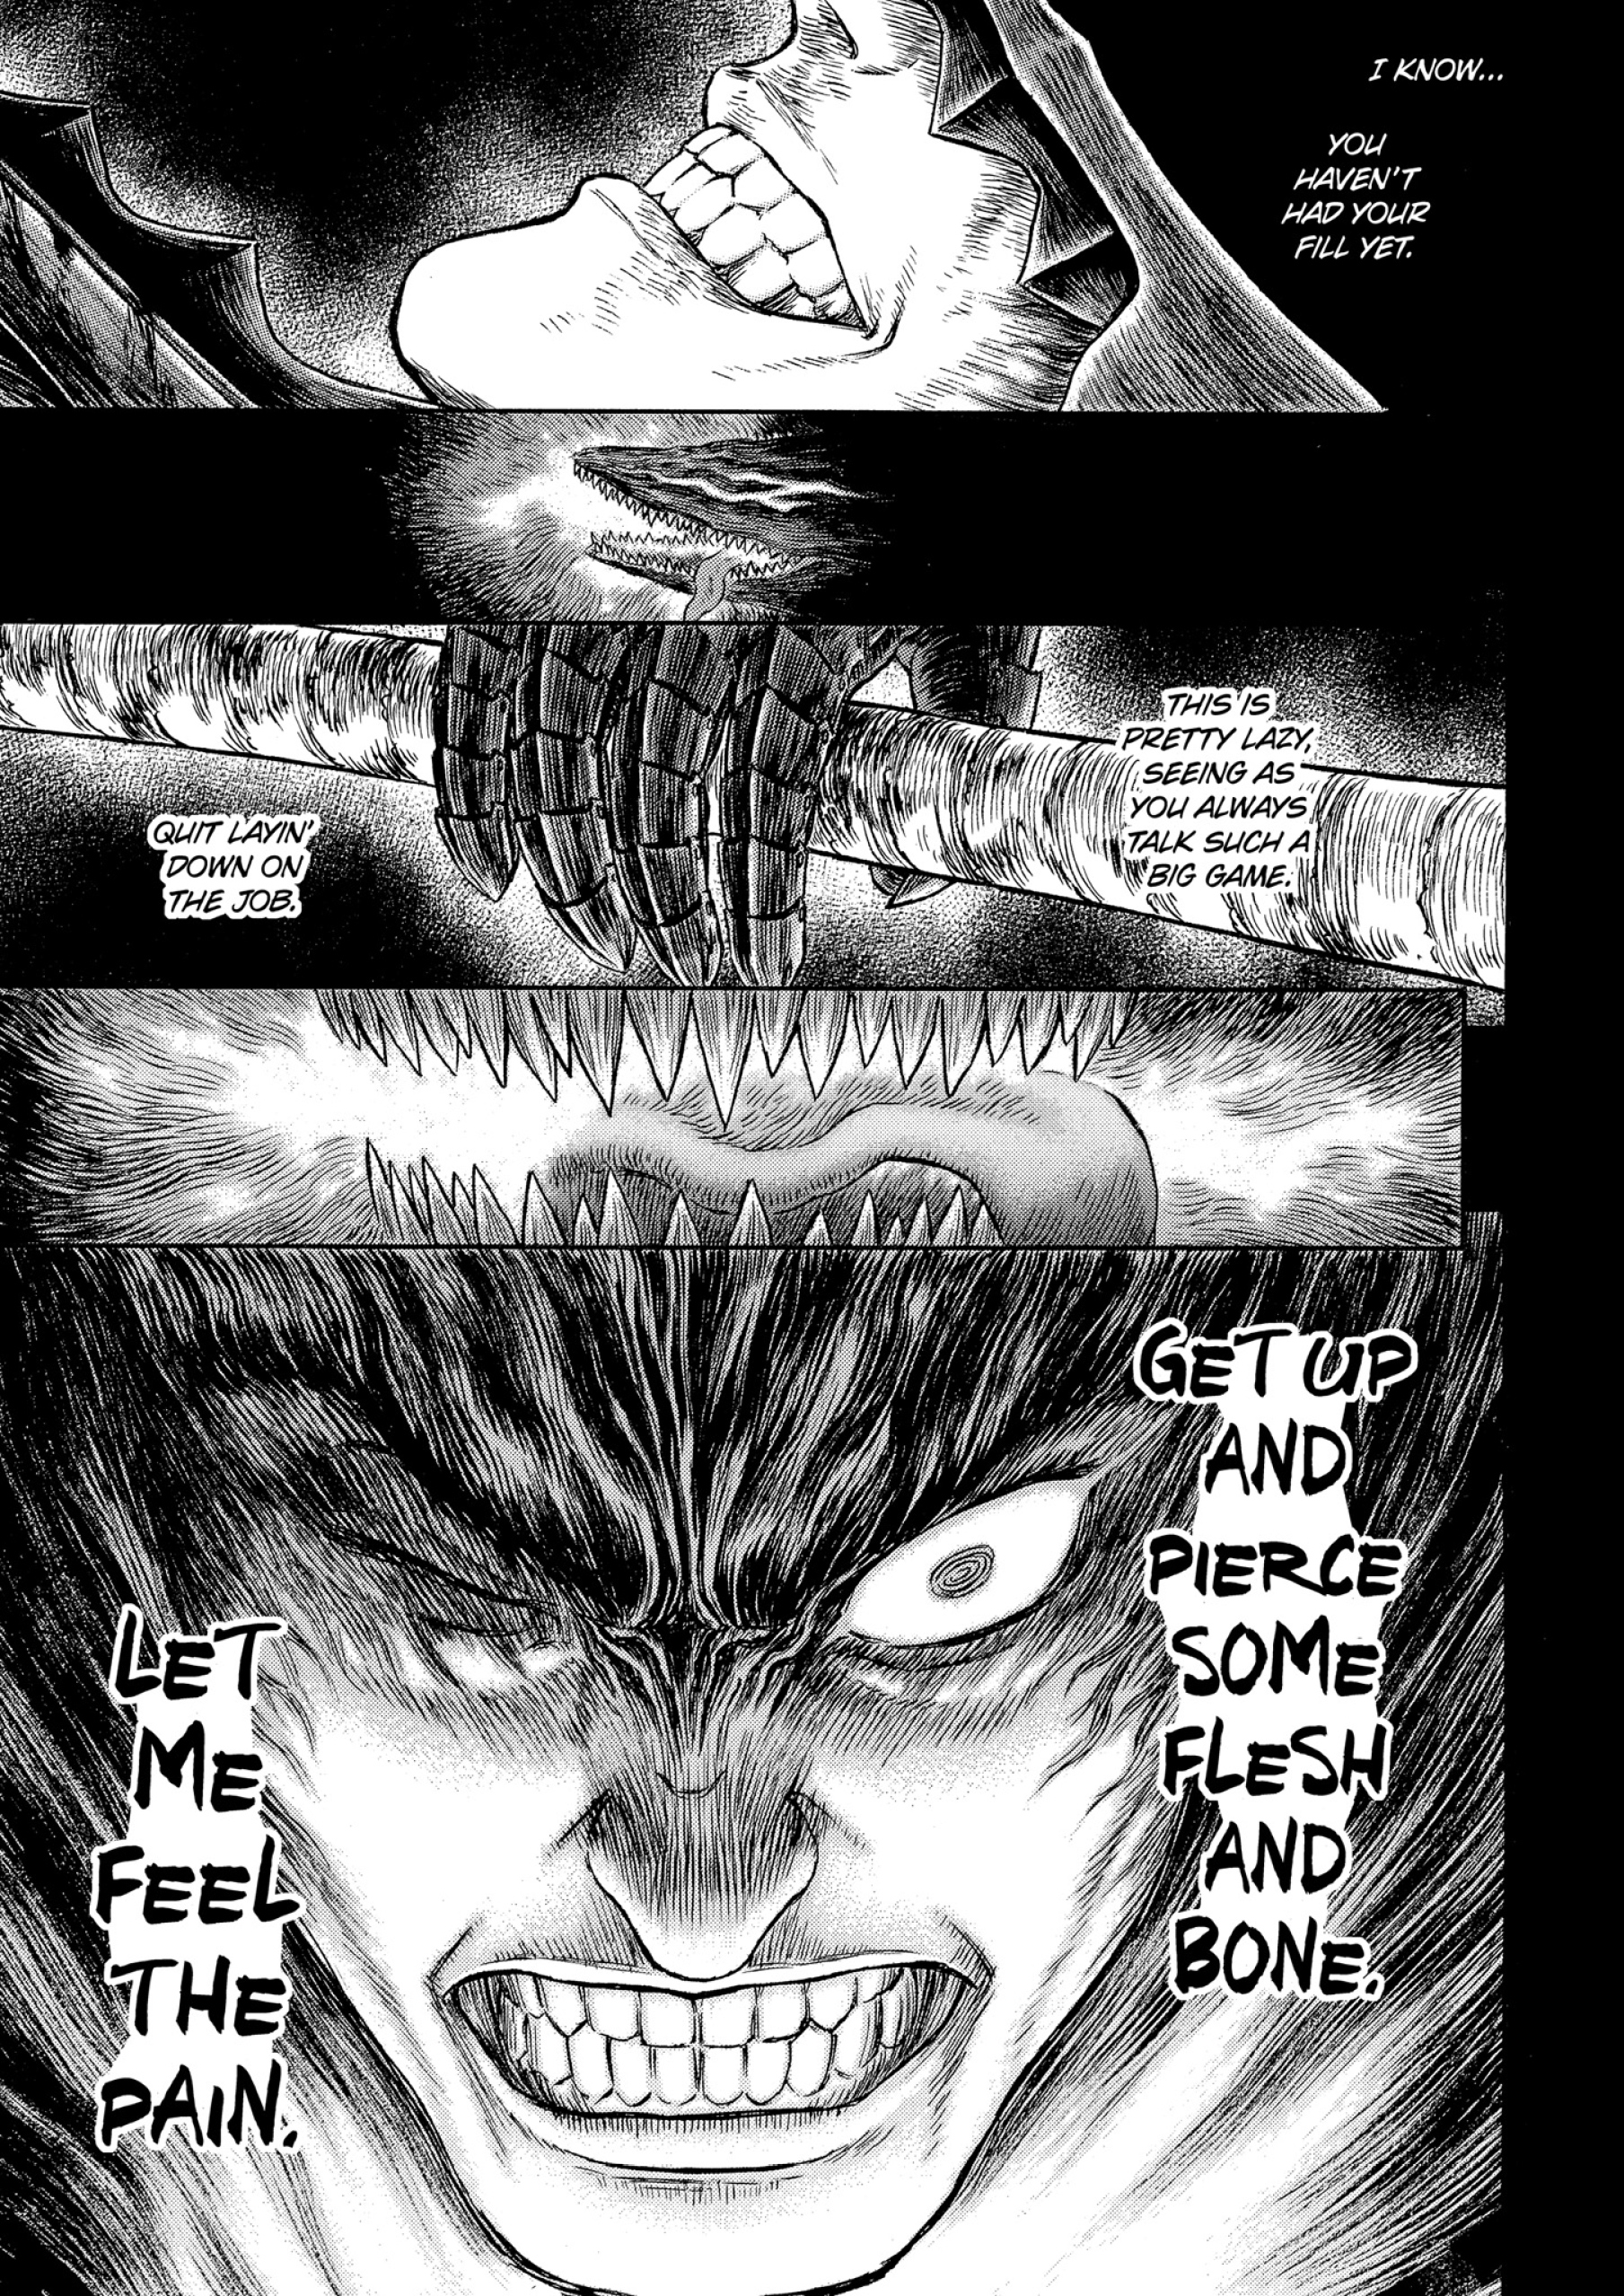 I KNOW...
YOU
HAVEN'T
HAD YOUR
FILL YET.
THIS IS
PRETTY LAZY,
SEEING AS
YOU ALWAYS
TALK SUCH A
BIG GAME.
QUIT LAYIN'
DOWN ON
THE JOB.
GET UP
AND
PIERCE
SOME
FLESH
AND
BONE.
LET
ME
FEEL
THE
PAIN.